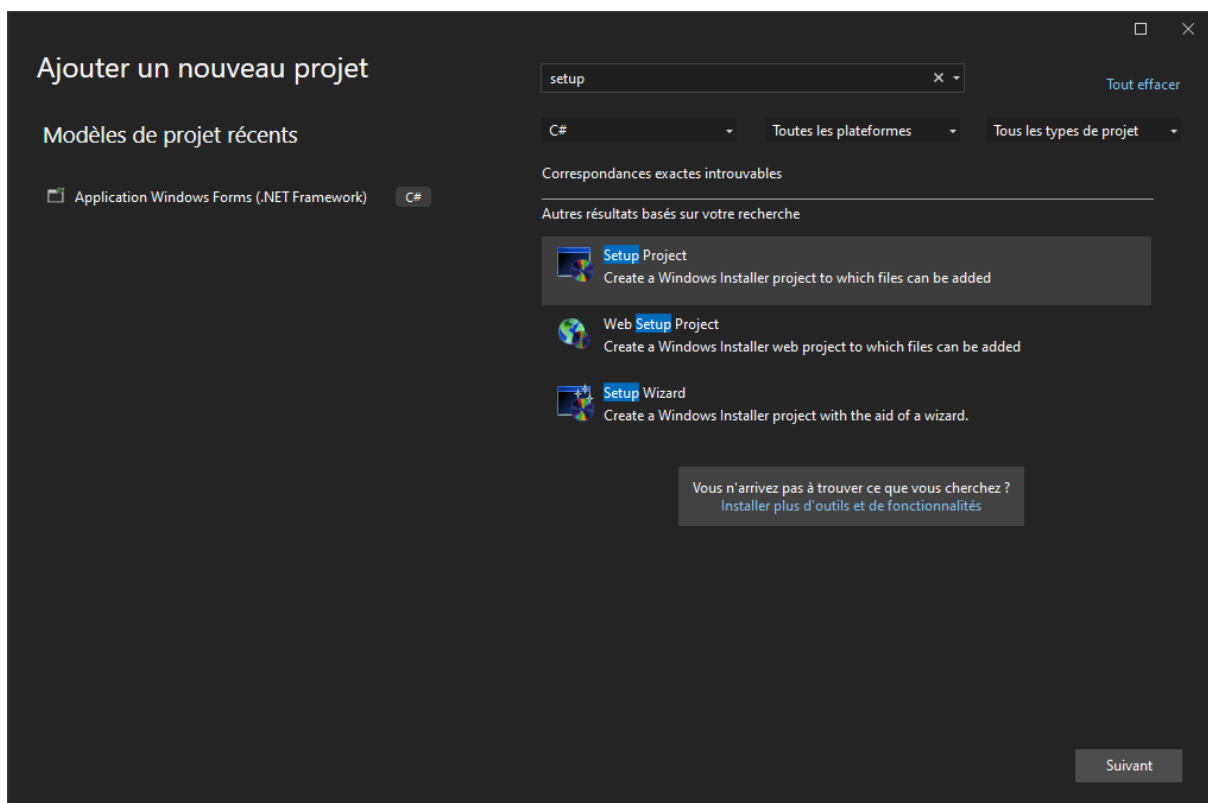 Ajouter un nouveau projet
setup
Tout effacer
Modèles de projet récents
C#
Toutes les plateformes
Tous les types de projet
Application Windows Forms (.NET Framework)
C#
Correspondances exactes introuvables
Autres résultats basés sur votre recherche
Setup Project
Create a Windows Installer project to which files can be added
Web Setup Project
Create a Windows Installer web project to which files can be added
Setup Wizard
Create a Windows Installer project with the aid of a wizard.
Vous n'arrivez pas à trouver ce que vous cherchez ?
Installer plus d'outils et de fonctionnalités
Suivant